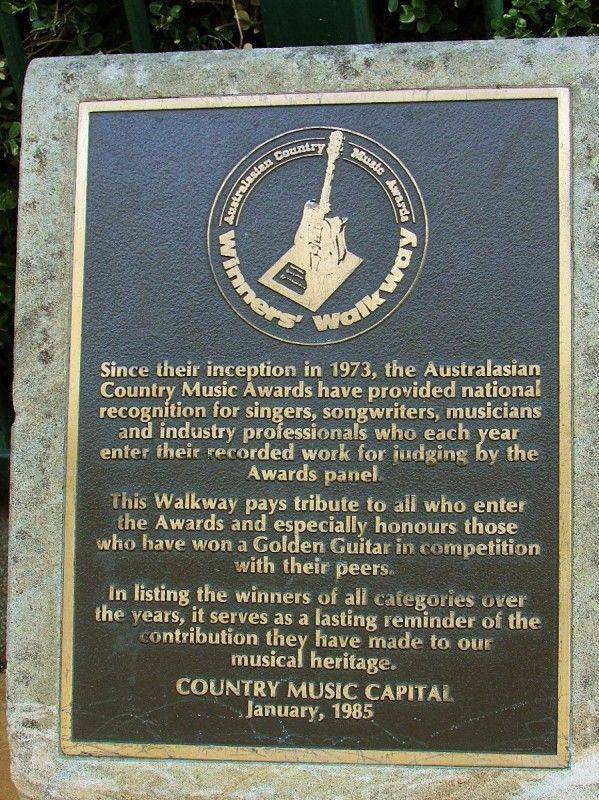 Australasian Country Music Awards
Winners' Walkway
Since their inception in 1973, the Australasian
Country Music Awards have provided national
recognition for singers, songwriters, musicians
and industry professionals who each year
enter their recorded work for judging by the
Awards panel.
This Walkway pays tribute to all who enter
the Awards and especially honours those
who have won a Golden Guitar in competition
with their peers.
In listing the winners of all categories over
the years, it serves as a lasting reminder of the
contribution they have made to our
musical heritage.
COUNTRY MUSIC CAPITAL
January, 1985